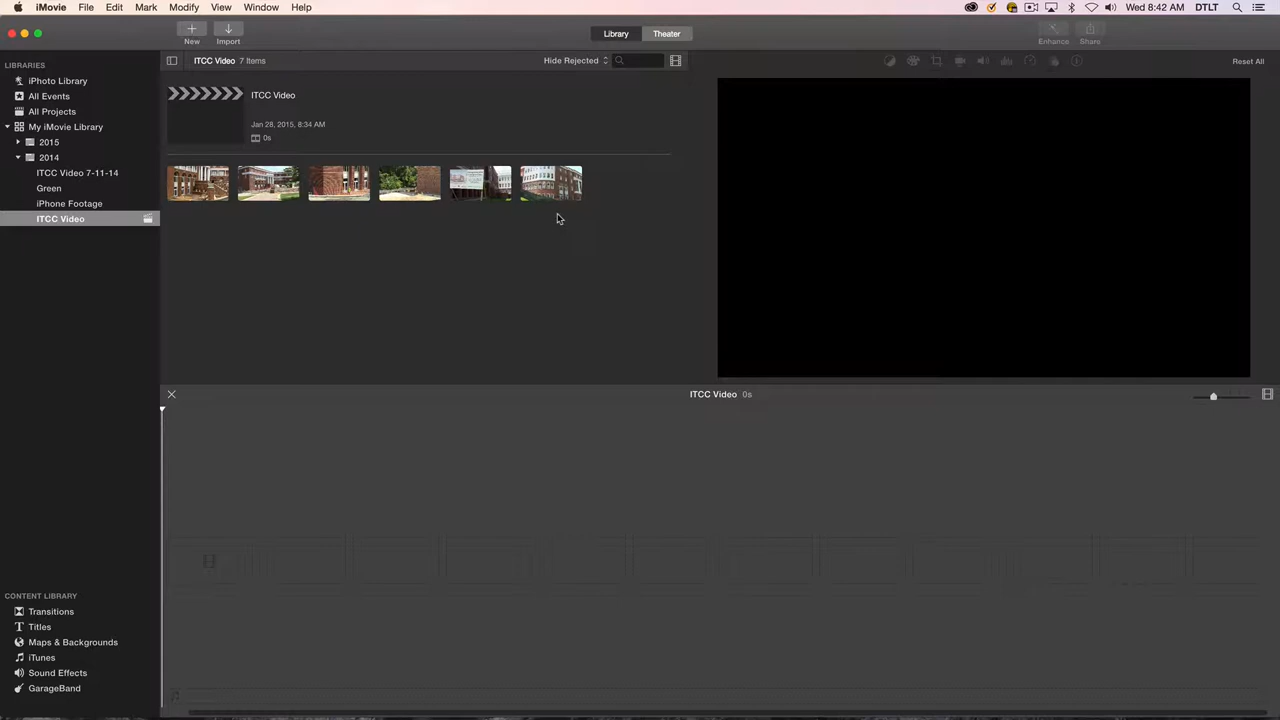 iMovie File Edit Mark Modify View Window Help Wed 8:42 AM DTLT
New Import Library Theater Enhance Share
LIBRARIES
iPhoto Library
All Events
All Projects
My iMovie Library
2015
2014
ITCC Video 7-11-14
Green
iPhone Footage
ITCC Video
ITCC Video 7 Items Hide Rejected Reset All
ITCC Video
Jan 28, 2015, 8:34 AM
0s
ITCC Video 0s
CONTENT LIBRARY
Transitions
Titles
Maps & Backgrounds
iTunes
Sound Effects
GarageBand